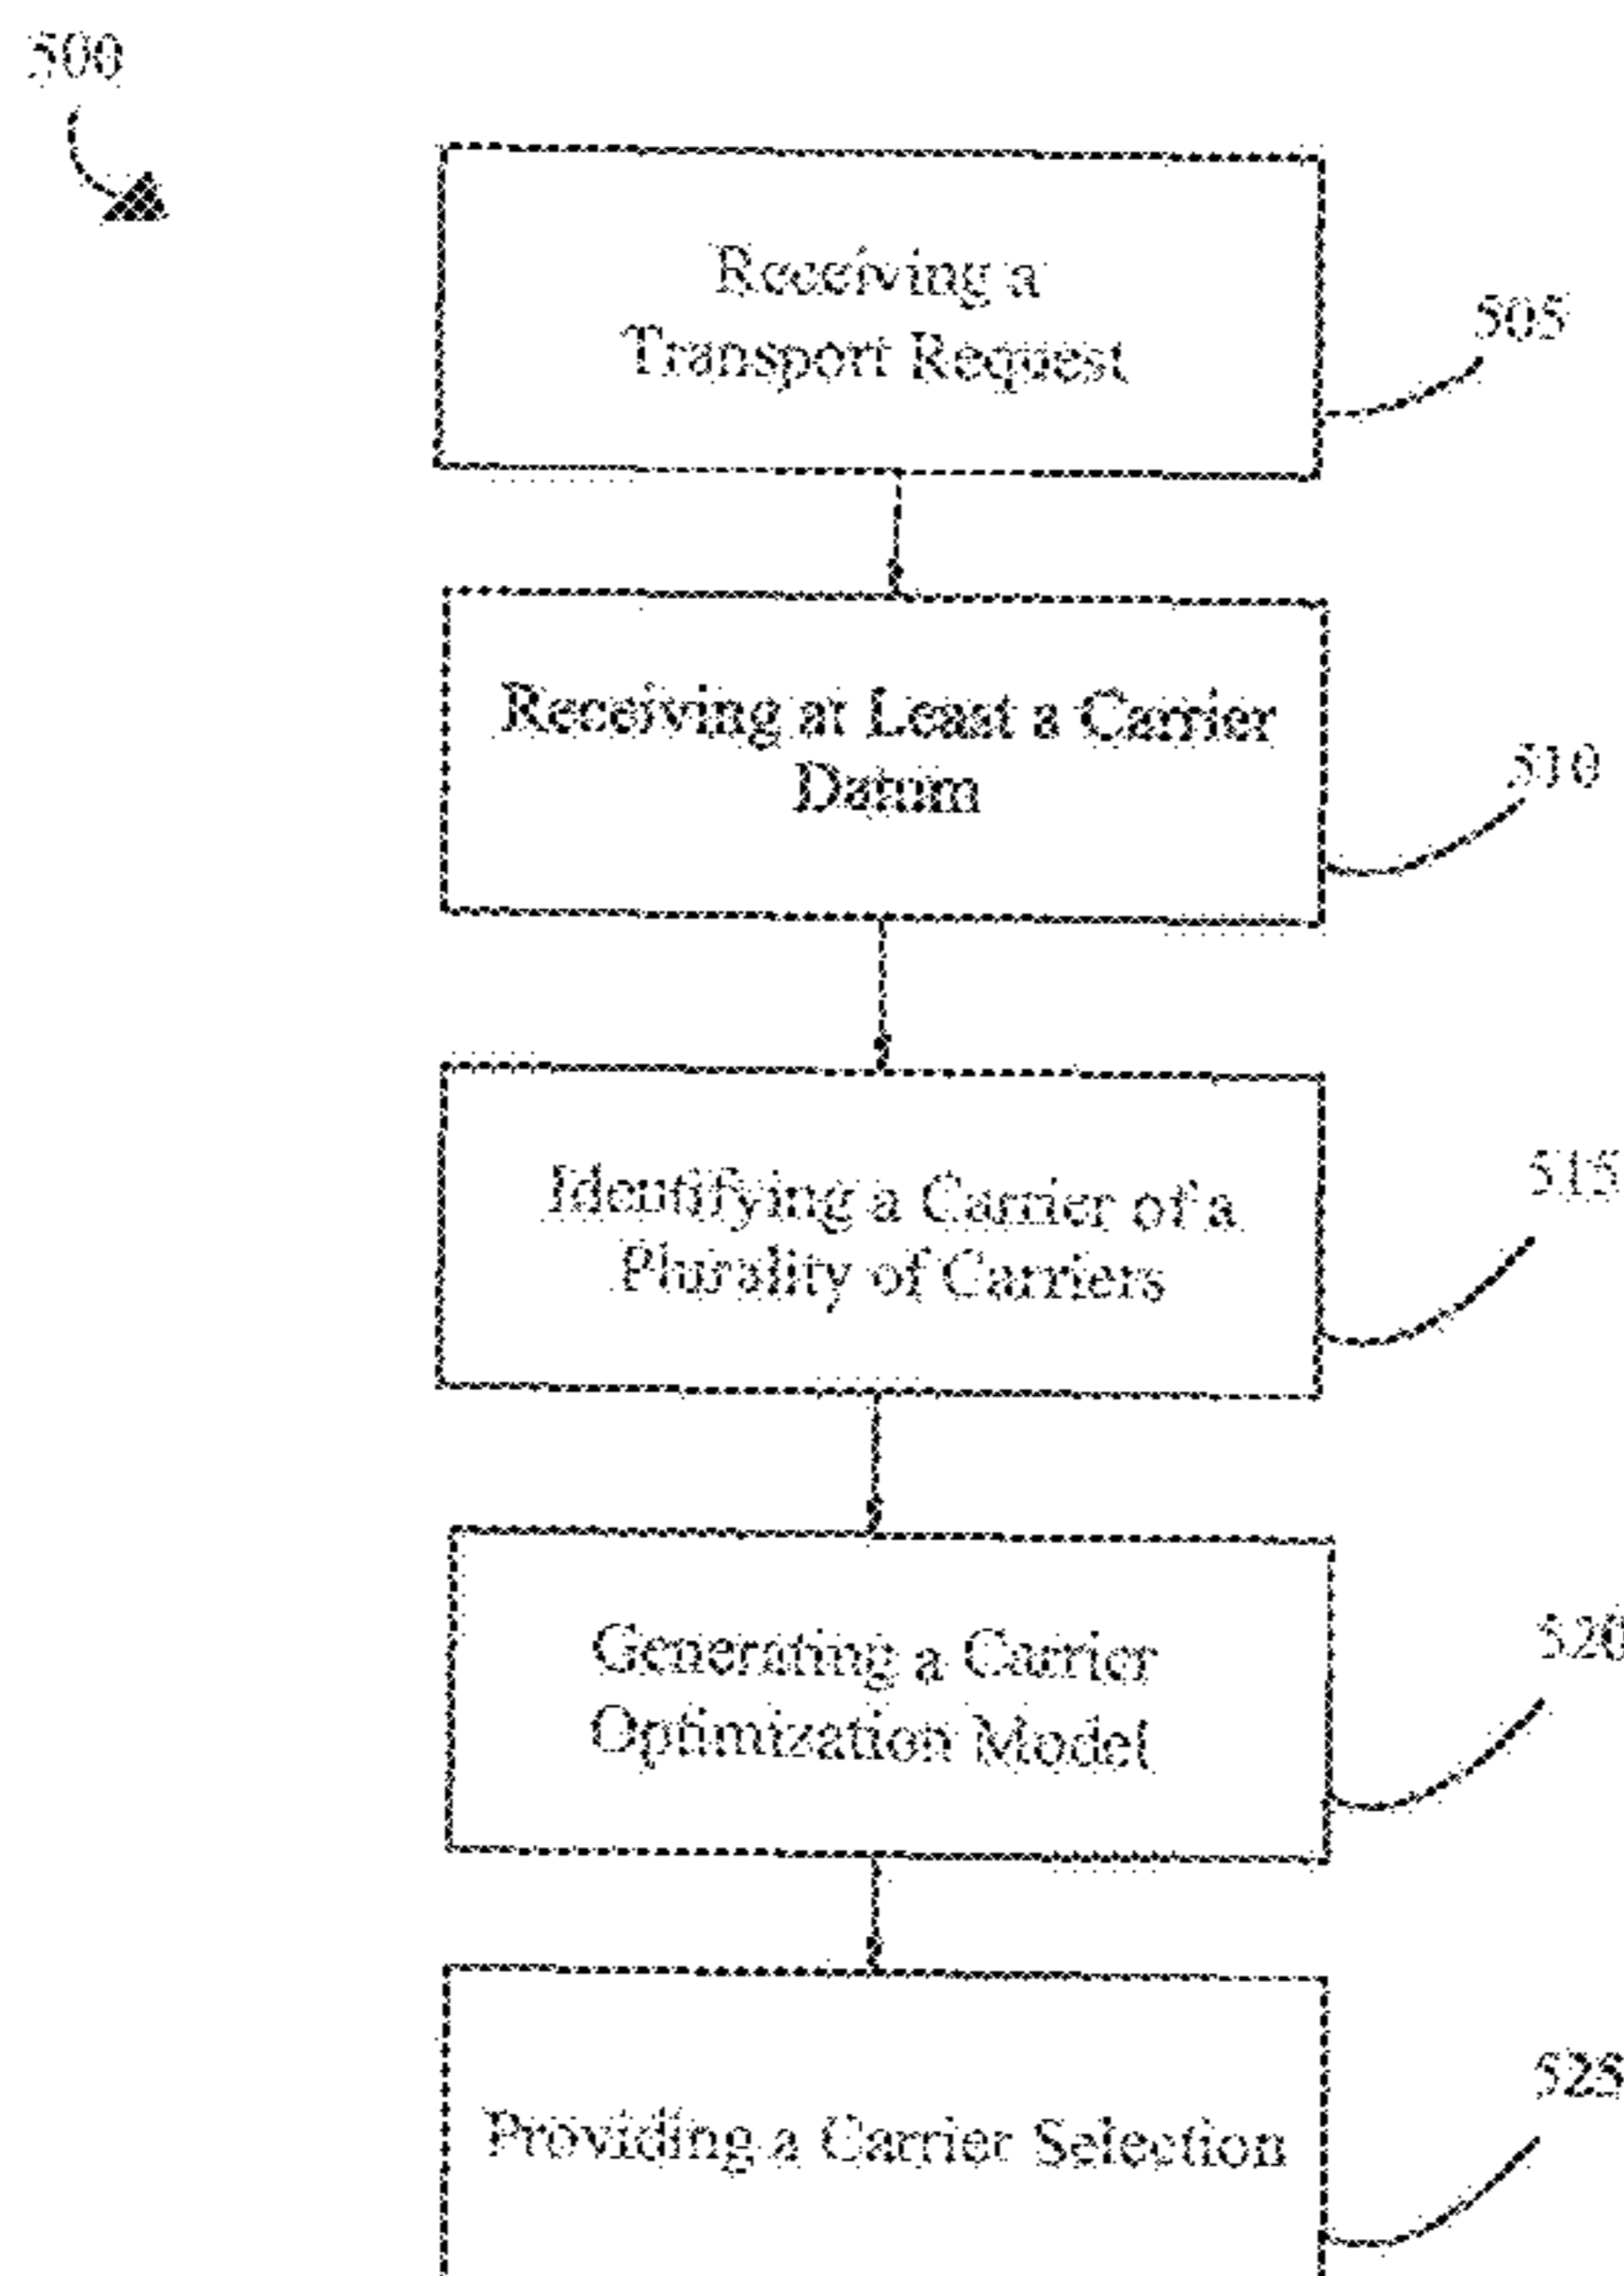 500
Receiving a
Transport Request
505
Receiving at Least a Carrier
Datum
510
Identifying a Carrier of a
Plurality of Carriers
515
Generating a Carrier
Optimization Model
520
Providing a Carrier Selection
525